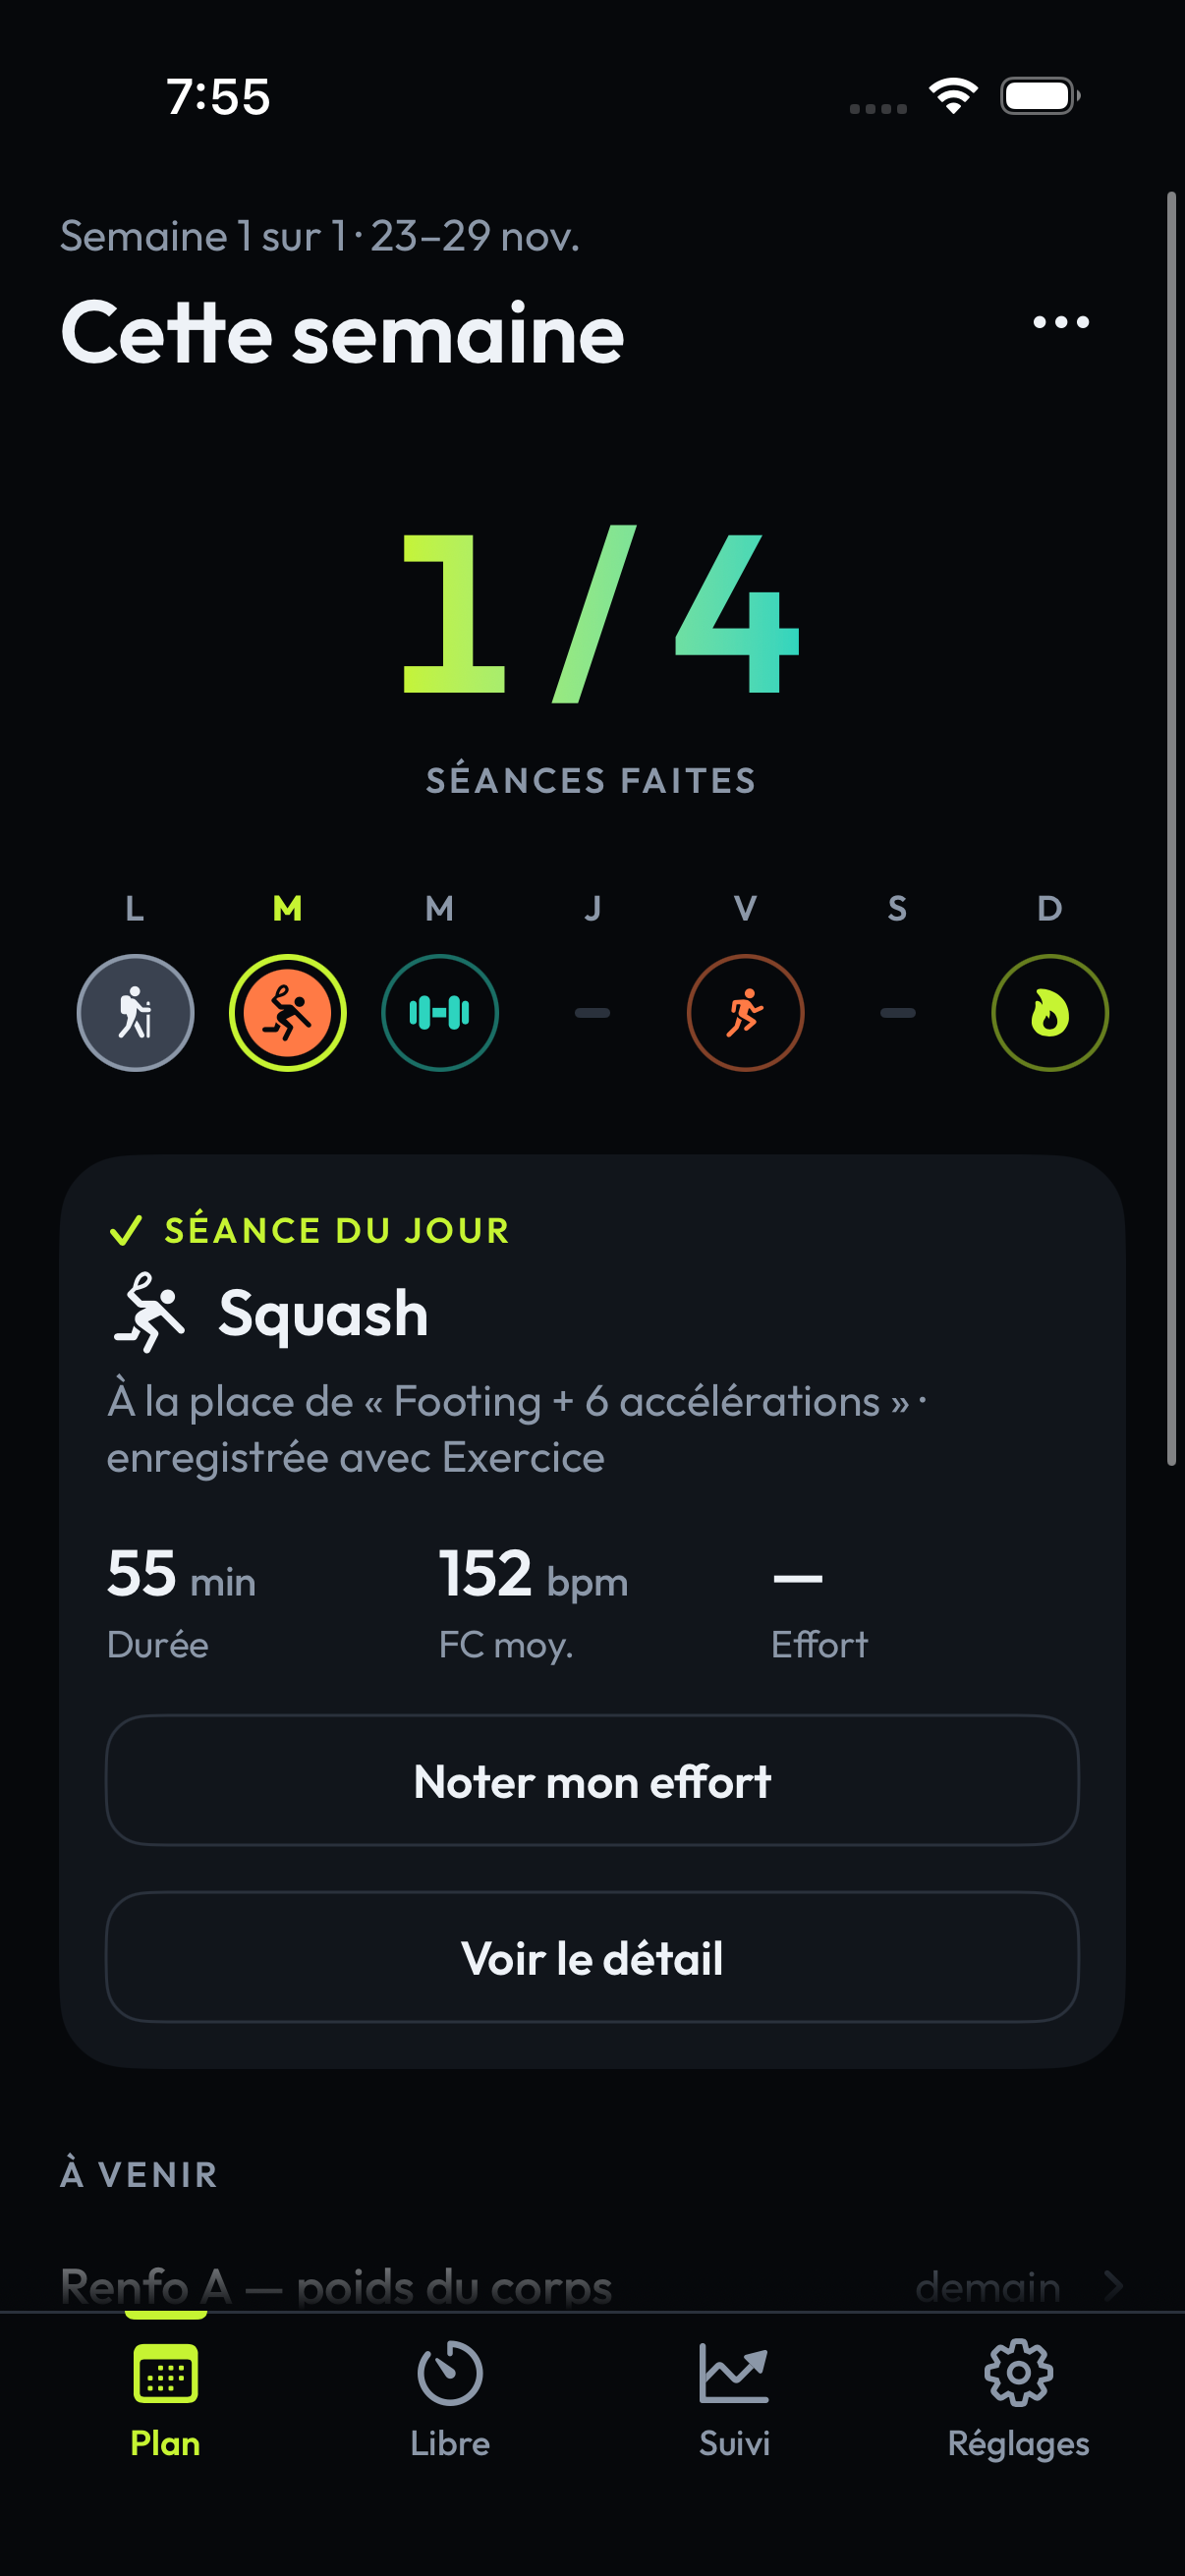 7:55
Semaine 1 sur 1 · 23–29 nov.
Cette semaine
1/4
SÉANCES FAITES
L M M J V S D
SÉANCE DU JOUR
Squash
À la place de « Footing + 6 accélérations » ·
enregistrée avec Exercice
55 min 152 bpm —
Durée FC moy. Effort
Noter mon effort
Voir le détail
À VENIR
Renfo A — poids du corps demain
Plan Libre Suivi Réglages